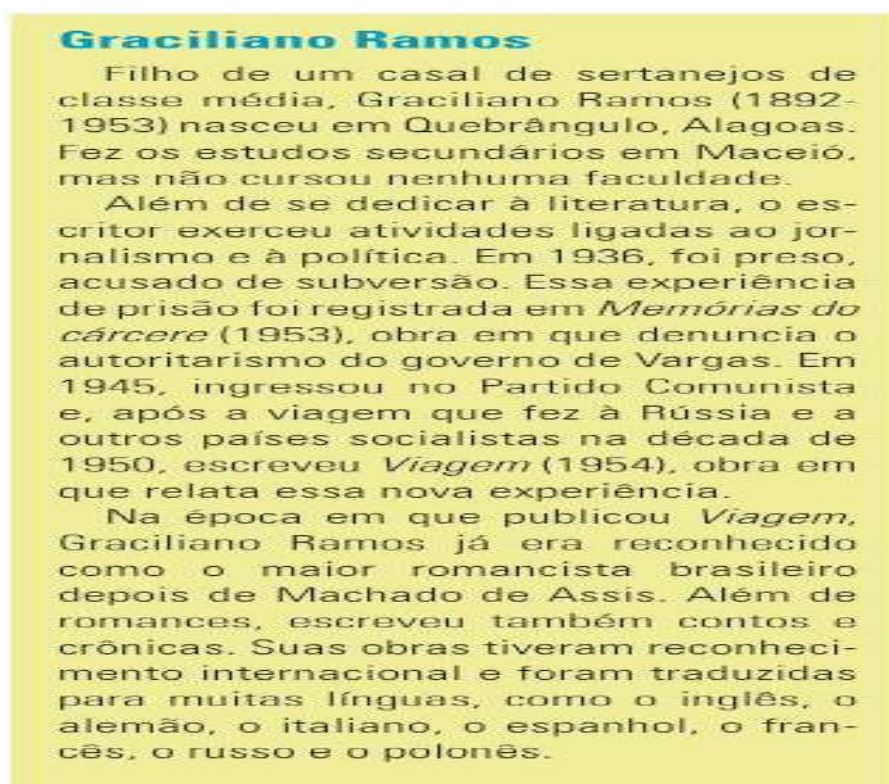 Graciliano Ramos
Filho de um casal de sertanejos de
classe média, Graciliano Ramos (1892-
1953) nasceu em Quebrângulo, Alagoas.
Fez os estudos secundários em Maceió,
mas não cursou nenhuma faculdade.
Além de se dedicar à literatura, o es-
critor exerceu atividades ligadas ao jor-
nalismo e à política. Em 1936, foi preso,
acusado de subversão. Essa experiência
de prisão foi registrada em Memórias do
cárcere (1953), obra em que denuncia o
autoritarismo do governo de Vargas. Em
1945, ingressou no Partido Comunista
e, após a viagem que fez à Rússia e a
outros países socialistas na década de
1950, escreveu Viagem (1954), obra em
que relata essa nova experiência.
Na época em que publicou Viagem,
Graciliano Ramos já era reconhecido
como o maior romancista brasileiro
depois de Machado de Assis. Além de
romances, escreveu também contos e
crônicas. Suas obras tiveram reconheci-
mento internacional e foram traduzidas
para muitas línguas, como o inglês, o
alemão, o italiano, o espanhol, o fran-
cês, o russo e o polonês.